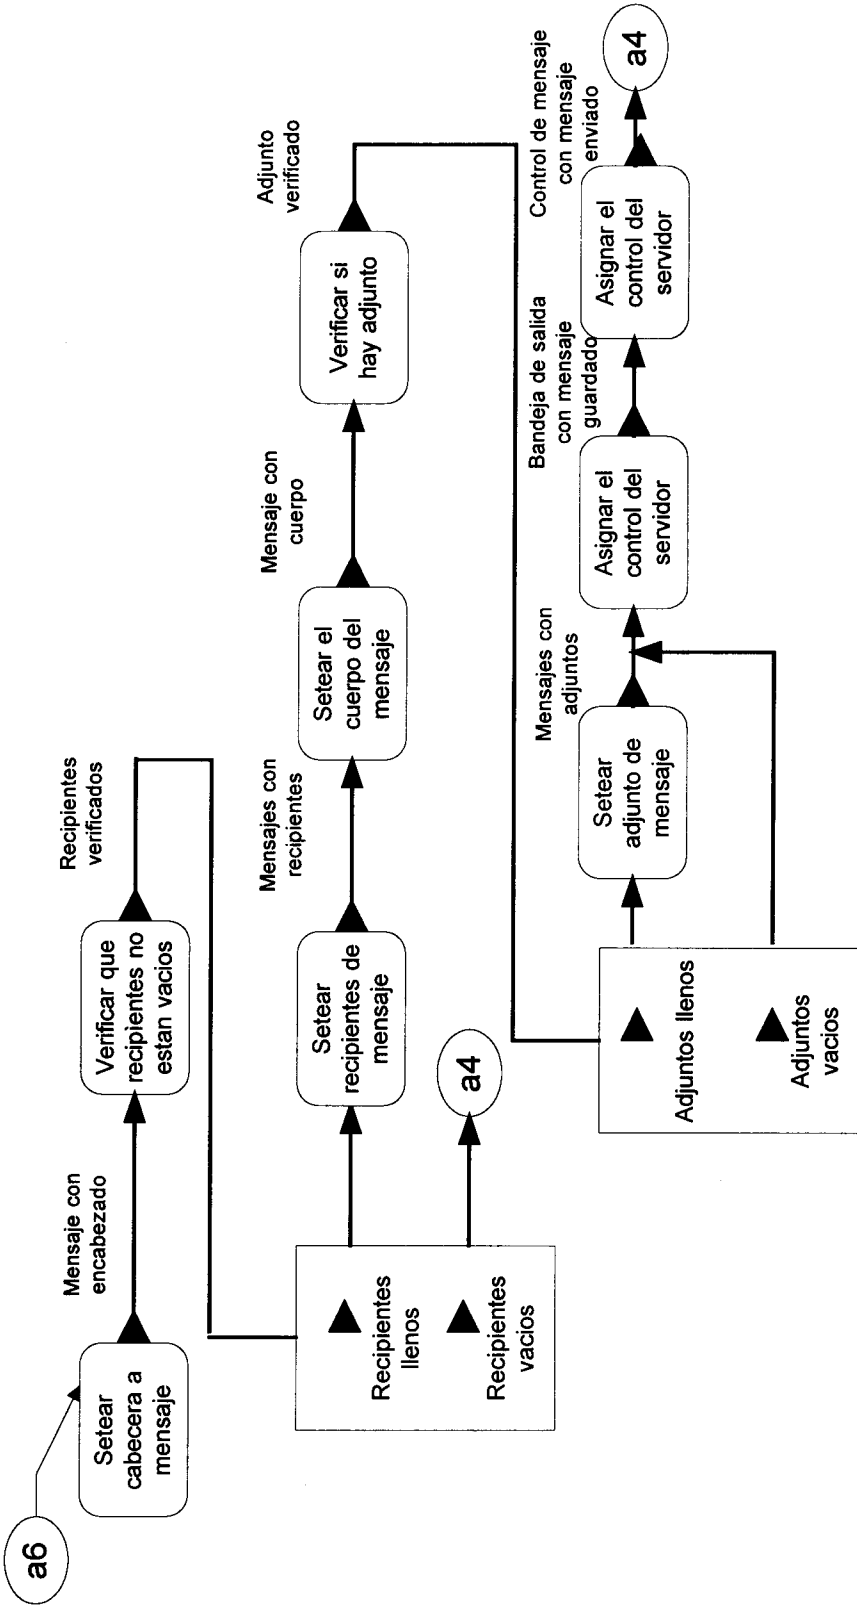 a6
Setear
cabecera a
mensaje
Mensaje con
encabezado
Verificar que
recipientes no
estan vacios
Recipientes
verificados
Recipientes
llenos
Recipientes
vacios
a4
Setear
recipientes de
mensaje
Mensajes con
recipientes
Setear el
cuerpo del
mensaje
Mensaje con
cuerpo
Verificar si
hay adjunto
Adjunto
verificado
Adjuntos llenos
Adjuntos
vacios
Setear
adjunto de
mensaje
Mensajes con
adjuntos
Asignar el
control del
servidor
Bandeja de salida
con mensaje
guardado
Asignar el
control del
servidor
Control de mensaje
con mensaje
enviado
a4